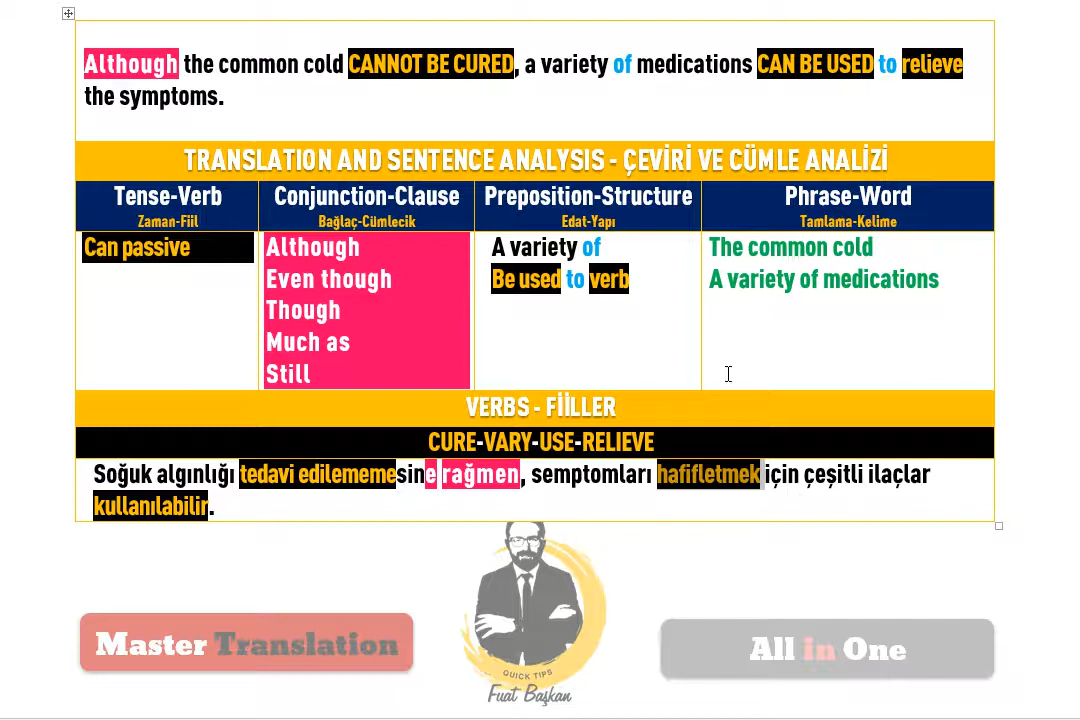 Although the common cold CANNOT BE CURED, a variety of medications CAN BE USED to relieve
the symptoms.
TRANSLATION AND SENTENCE ANALYSIS - ÇEVİRİ VE CÜMLE ANALİZİ
Tense-Verb Conjunction-Clause Preposition-Structure Phrase-Word
Zaman-Fiil Bağlaç-Cümlecik Edat-Yapı Tamlama-Kelime
Can passive Although A variety of The common cold
Even though Be used to verb A variety of medications
Though
Much as
Still
VERBS - FİİLLER
CURE-VARY-USE-RELIEVE
Soğuk algınlığı tedavi edilememesine rağmen, semptomları hafifletmek için çeşitli ilaçlar
kullanılabilir.
Master Translation
QUICK TIPS
Fuat Başkan
All in One